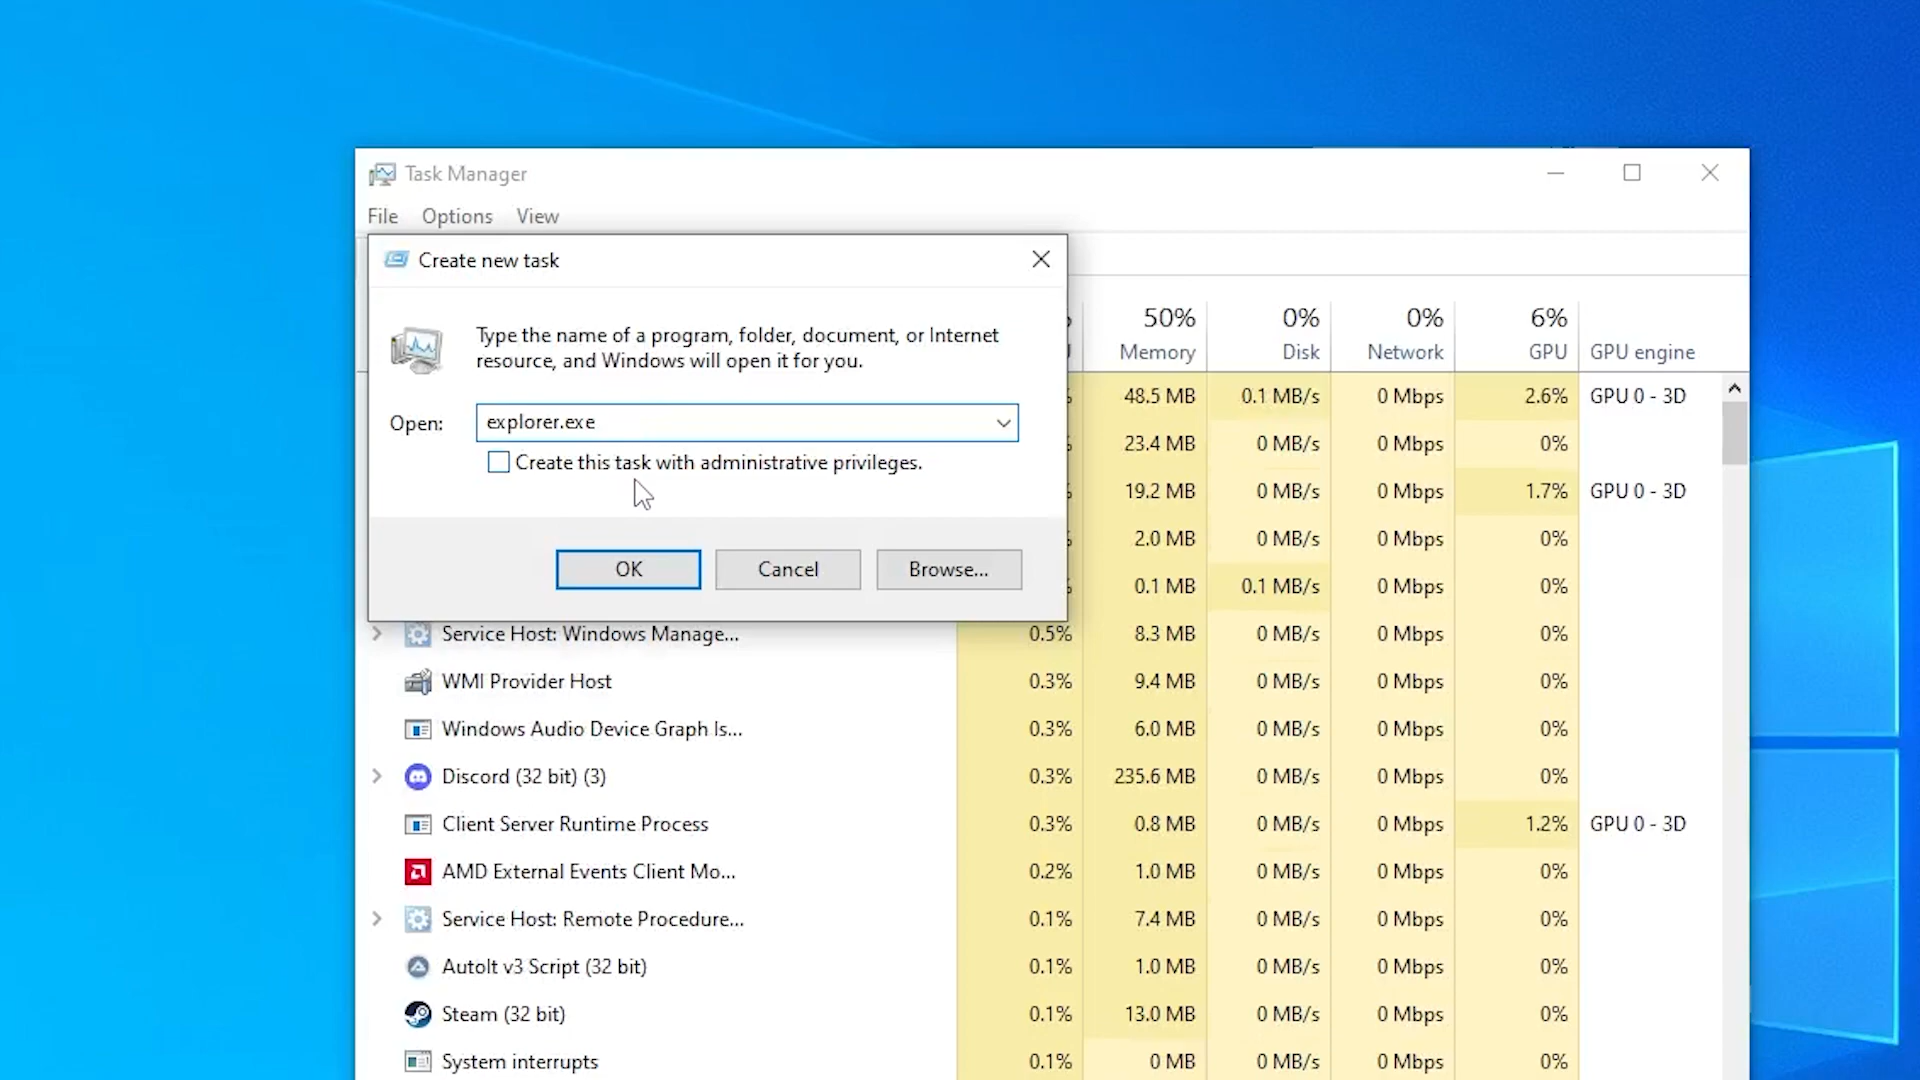 Task Manager
File Options View
Create new task
Type the name of a program, folder, document, or Internet
resource, and Windows will open it for you.
Open: explorer.exe
Create this task with administrative privileges.
OK Cancel Browse...
50% 0% 0% 6%
Memory Disk Network GPU GPU engine
48.5 MB 0.1 MB/s 0 Mbps 2.6% GPU 0 - 3D
23.4 MB 0 MB/s 0 Mbps 0%
19.2 MB 0 MB/s 0 Mbps 1.7% GPU 0 - 3D
2.0 MB 0 MB/s 0 Mbps 0%
0.1 MB 0.1 MB/s 0 Mbps 0%
Service Host: Windows Manage... 0.5% 8.3 MB 0 MB/s 0 Mbps 0%
WMI Provider Host 0.3% 9.4 MB 0 MB/s 0 Mbps 0%
Windows Audio Device Graph Is... 0.3% 6.0 MB 0 MB/s 0 Mbps 0%
Discord (32 bit) (3) 0.3% 235.6 MB 0 MB/s 0 Mbps 0%
Client Server Runtime Process 0.3% 0.8 MB 0 MB/s 0 Mbps 1.2% GPU 0 - 3D
AMD External Events Client Mo... 0.2% 1.0 MB 0 MB/s 0 Mbps 0%
Service Host: Remote Procedure... 0.1% 7.4 MB 0 MB/s 0 Mbps 0%
AutoIt v3 Script (32 bit) 0.1% 1.0 MB 0 MB/s 0 Mbps 0%
Steam (32 bit) 0.1% 13.0 MB 0 MB/s 0 Mbps 0%
System interrupts 0.1% 0 MB 0 MB/s 0 Mbps 0%